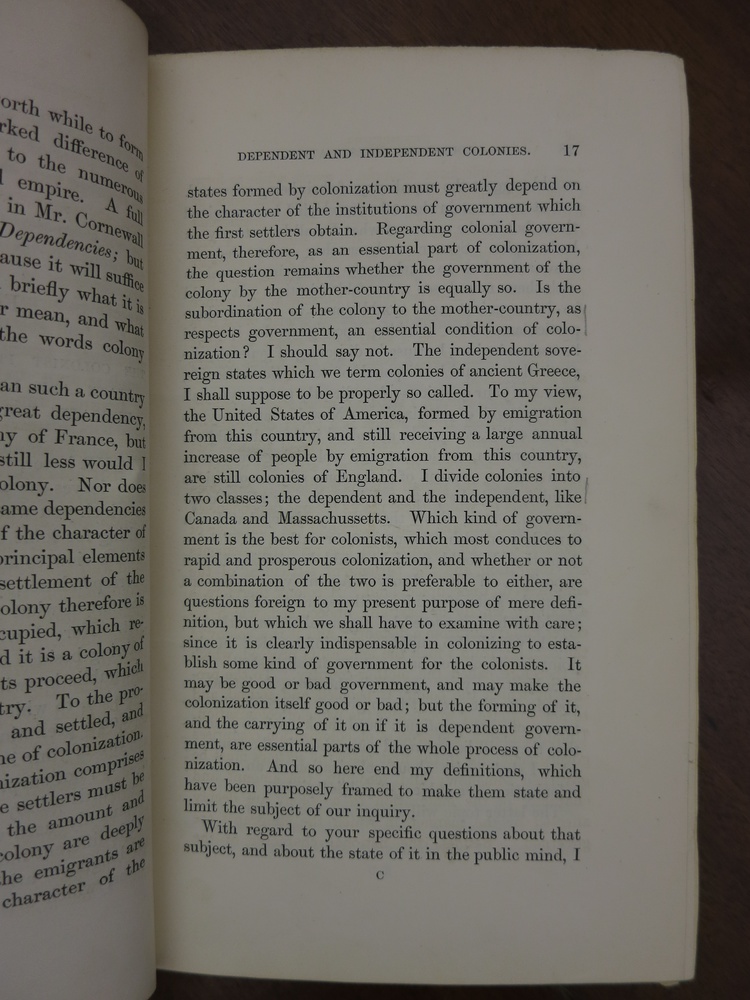 orth while to form
rked difference of
to the numerous
empire. A full
in Mr. Cornewall
Dependencies; but
ause it will suffice
briefly what it is
r mean, and what
the words colony
an such a country
great dependency,
ny of France, but
still less would I
olony. Nor does
ame dependencies
f the character of
principal elements
settlement of the
olony therefore is
cupied, which re-
d it is a colony of
ts proceed, which
try. To the pro-
and settled, and
ne of colonization.
nization comprises
e settlers must be
the amount and
colony are deeply
he emigrants are
character of the
DEPENDENT AND INDEPENDENT COLONIES. 17
states formed by colonization must greatly depend on
the character of the institutions of government which
the first settlers obtain. Regarding colonial govern-
ment, therefore, as an essential part of colonization,
the question remains whether the government of the
colony by the mother-country is equally so. Is the
subordination of the colony to the mother-country, as
respects government, an essential condition of colo-
nization? I should say not. The independent sove-
reign states which we term colonies of ancient Greece,
I shall suppose to be properly so called. To my view,
the United States of America, formed by emigration
from this country, and still receiving a large annual
increase of people by emigration from this country,
are still colonies of England. I divide colonies into
two classes; the dependent and the independent, like
Canada and Massachussetts. Which kind of govern-
ment is the best for colonists, which most conduces to
rapid and prosperous colonization, and whether or not
a combination of the two is preferable to either, are
questions foreign to my present purpose of mere defi-
nition, but which we shall have to examine with care;
since it is clearly indispensable in colonizing to esta-
blish some kind of government for the colonists. It
may be good or bad government, and may make the
colonization itself good or bad; but the forming of it,
and the carrying of it on if it is dependent govern-
ment, are essential parts of the whole process of colo-
nization. And so here end my definitions, which
have been purposely framed to make them state and
limit the subject of our inquiry.
With regard to your specific questions about that
subject, and about the state of it in the public mind, I
C